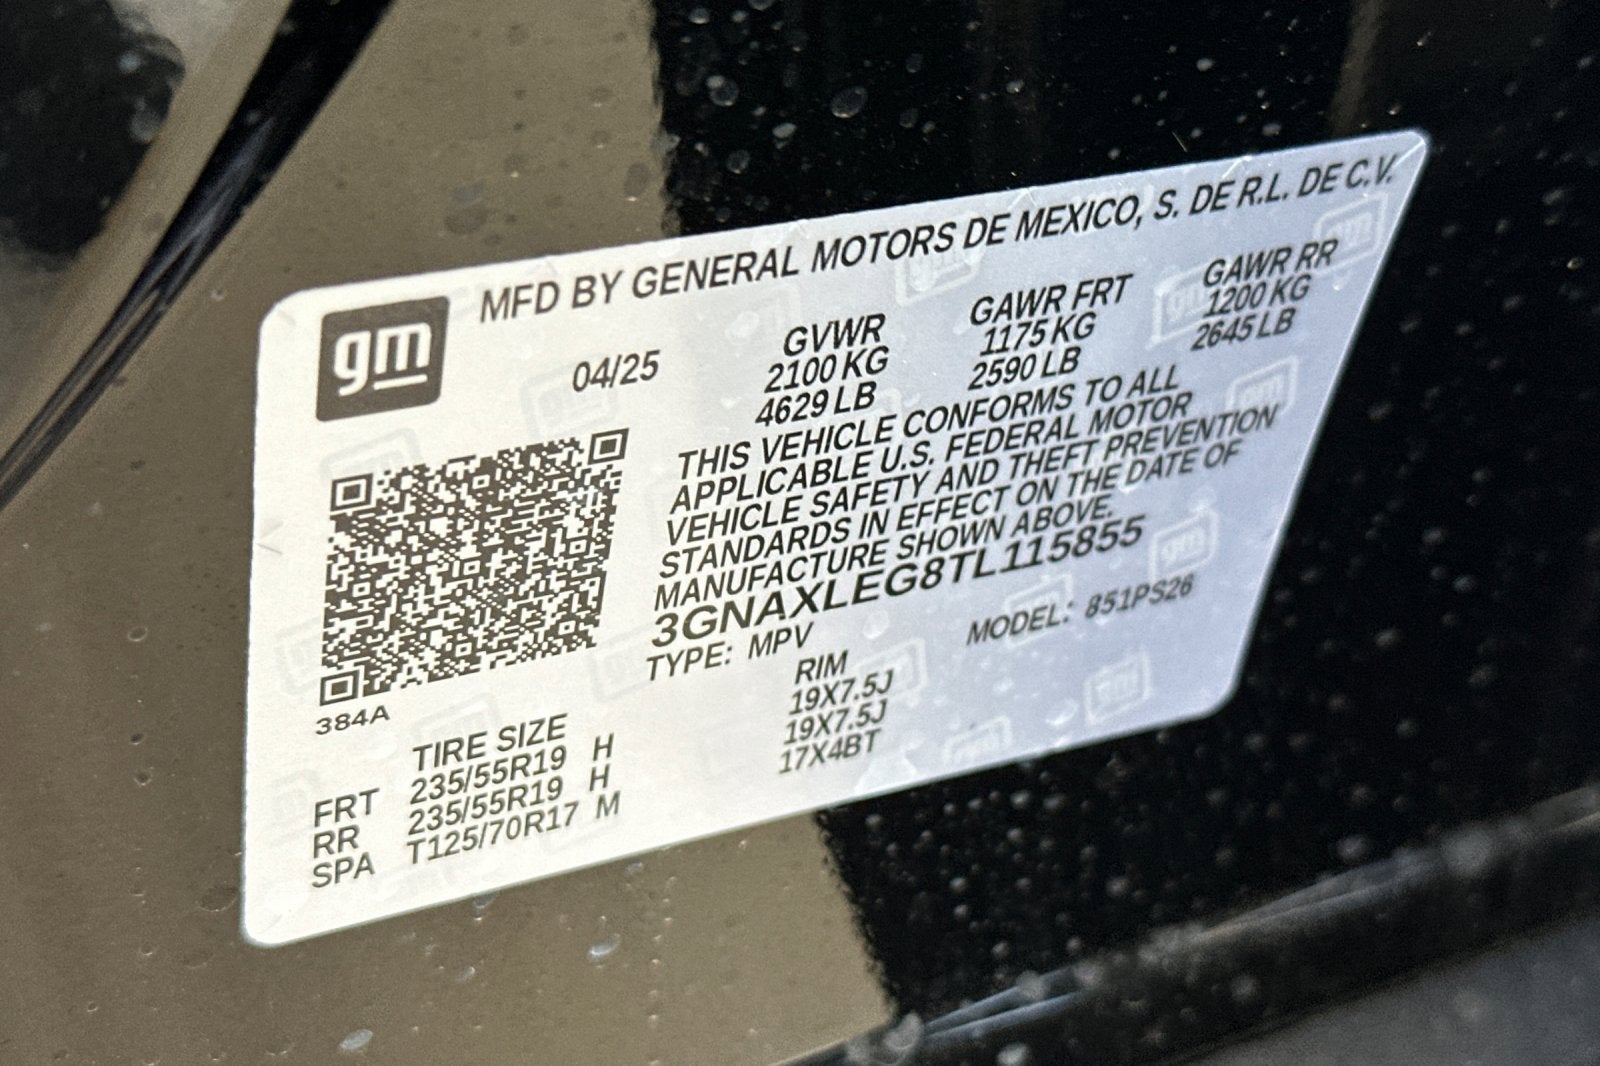 gm
MFD BY GENERAL MOTORS DE MEXICO, S. DE R.L. DE C.V.
04/25
GVWR
2100 KG
4629 LB
GAWR FRT
1175 KG
2590 LB
GAWR RR
1200 KG
2645 LB
THIS VEHICLE CONFORMS TO ALL
APPLICABLE U.S. FEDERAL MOTOR
VEHICLE SAFETY AND THEFT PREVENTION
STANDARDS IN EFFECT ON THE DATE OF
MANUFACTURE SHOWN ABOVE.
3GNAXLEG8TL115855
TYPE: MPV MODEL: 851PS26
384A
TIRE SIZE RIM
FRT 235/55R19 H 19X7.5J
RR 235/55R19 H 19X7.5J
SPA T125/70R17 M 17X4BT